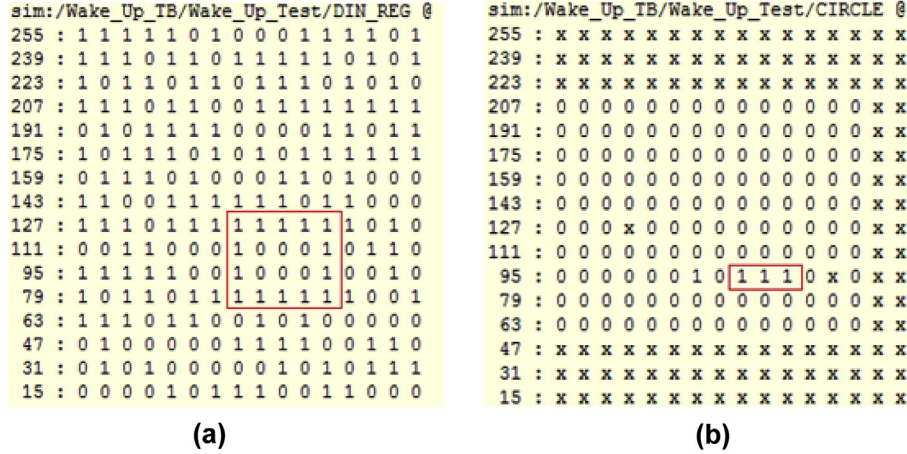 sim:/Wake_Up_TB/Wake_Up_Test/DIN_REG @
255 : 1 1 1 1 1 0 1 0 0 0 1 1 1 1 0 1
239 : 1 1 1 0 1 1 0 1 1 1 1 1 0 1 0 1
223 : 1 0 1 1 0 1 1 0 1 1 0 1 1 0 1 0
207 : 1 1 1 0 1 1 0 0 1 1 1 1 1 1 1 1
191 : 0 1 0 1 1 1 1 0 0 0 0 1 1 0 1 1
175 : 1 0 1 1 1 0 1 0 1 0 1 1 1 1 1 1
159 : 0 1 1 1 0 1 0 0 0 1 1 0 1 0 0 0
143 : 1 1 0 0 1 1 1 1 1 1 0 1 1 0 0 0
127 : 1 1 1 0 1 1 1 1 1 1 1 1 1 0 1 0
111 : 0 0 1 1 0 0 0 1 0 0 0 1 0 1 1 0
95 : 1 1 1 1 1 0 0 1 0 0 0 1 0 0 1 0
79 : 1 0 1 1 0 1 1 1 1 1 1 1 1 0 0 1
63 : 1 1 1 0 1 1 0 0 1 0 1 0 0 0 0 0
47 : 0 1 0 0 0 0 0 1 1 1 1 0 0 1 1 0
31 : 0 1 0 1 0 0 0 0 0 1 0 1 0 1 1 1
15 : 0 0 0 0 1 0 1 1 1 0 0 1 1 0 0 0
(a)
sim:/Wake_Up_TB/Wake_Up_Test/CIRCLE @
255 : x x x x x x x x x x x x x x x x
239 : x x x x x x x x x x x x x x x x
223 : x x x x x x x x x x x x x x x x
207 : 0 0 0 0 0 0 0 0 0 0 0 0 0 0 x x
191 : 0 0 0 0 0 0 0 0 0 0 0 0 0 0 x x
175 : 0 0 0 0 0 0 0 0 0 0 0 0 0 0 x x
159 : 0 0 0 0 0 0 0 0 0 0 0 0 0 0 x x
143 : 0 0 0 0 0 0 0 0 0 0 0 0 0 0 x x
127 : 0 0 0 x 0 0 0 0 0 0 0 0 0 0 x x
111 : 0 0 0 0 0 0 0 0 0 0 0 0 0 0 x x
95 : 0 0 0 0 0 0 1 0 1 1 1 0 x 0 x x
79 : 0 0 0 0 0 0 0 0 0 0 0 0 0 0 x x
63 : 0 0 0 0 0 0 0 0 0 0 0 0 0 0 x x
47 : x x x x x x x x x x x x x x x x
31 : x x x x x x x x x x x x x x x x
15 : x x x x x x x x x x x x x x x x
(b)